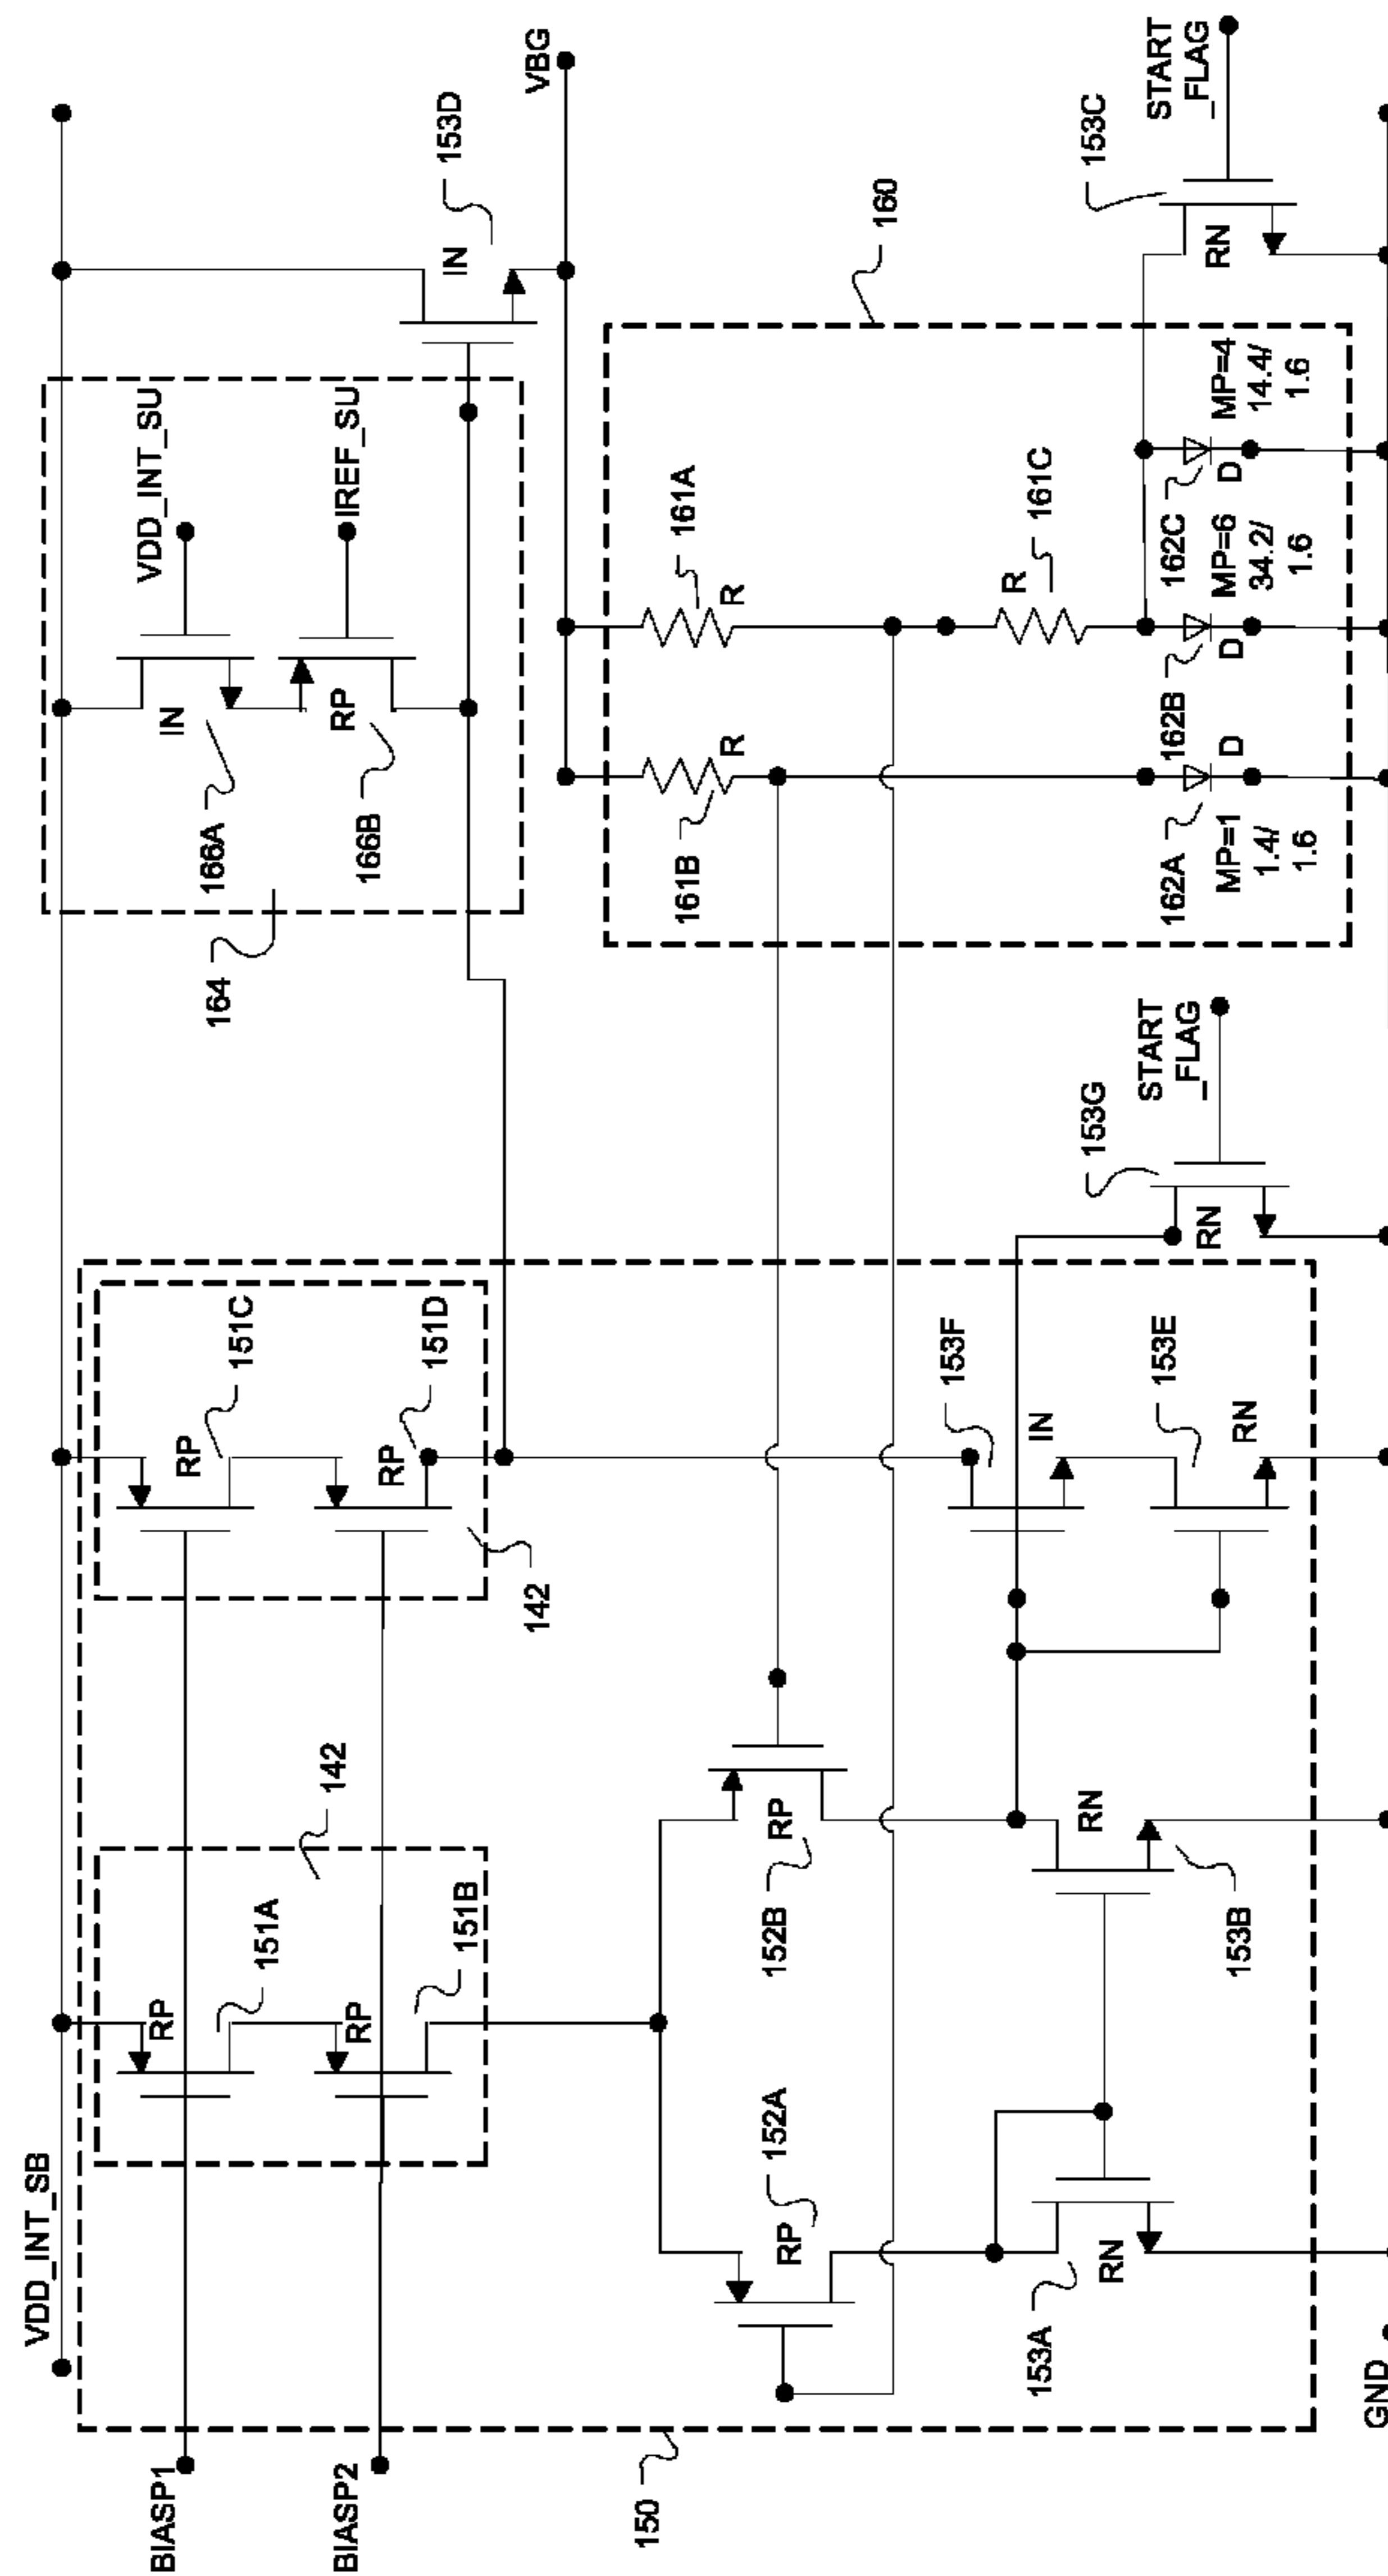 VDD_INT_SB
BIASP1
BIASP2
150
RP
151A
RP
151B
142
RP
151C
RP
151D
142
RP
152A
RP
152B
153A
RN
RN
153B
153F
IN
153E
RN
153G
RN
START
_FLAG
164
166A
IN
VDD_INT_SU
166B
RP
IREF_SU
153D
IN
VBG
160
161B
R
161A
R
161C
R
162A
D
MP=1
1.4/
1.6
162B
D
MP=6
34.2/
1.6
162C
D
MP=4
14.4/
1.6
153C
RN
START
_FLAG
GND